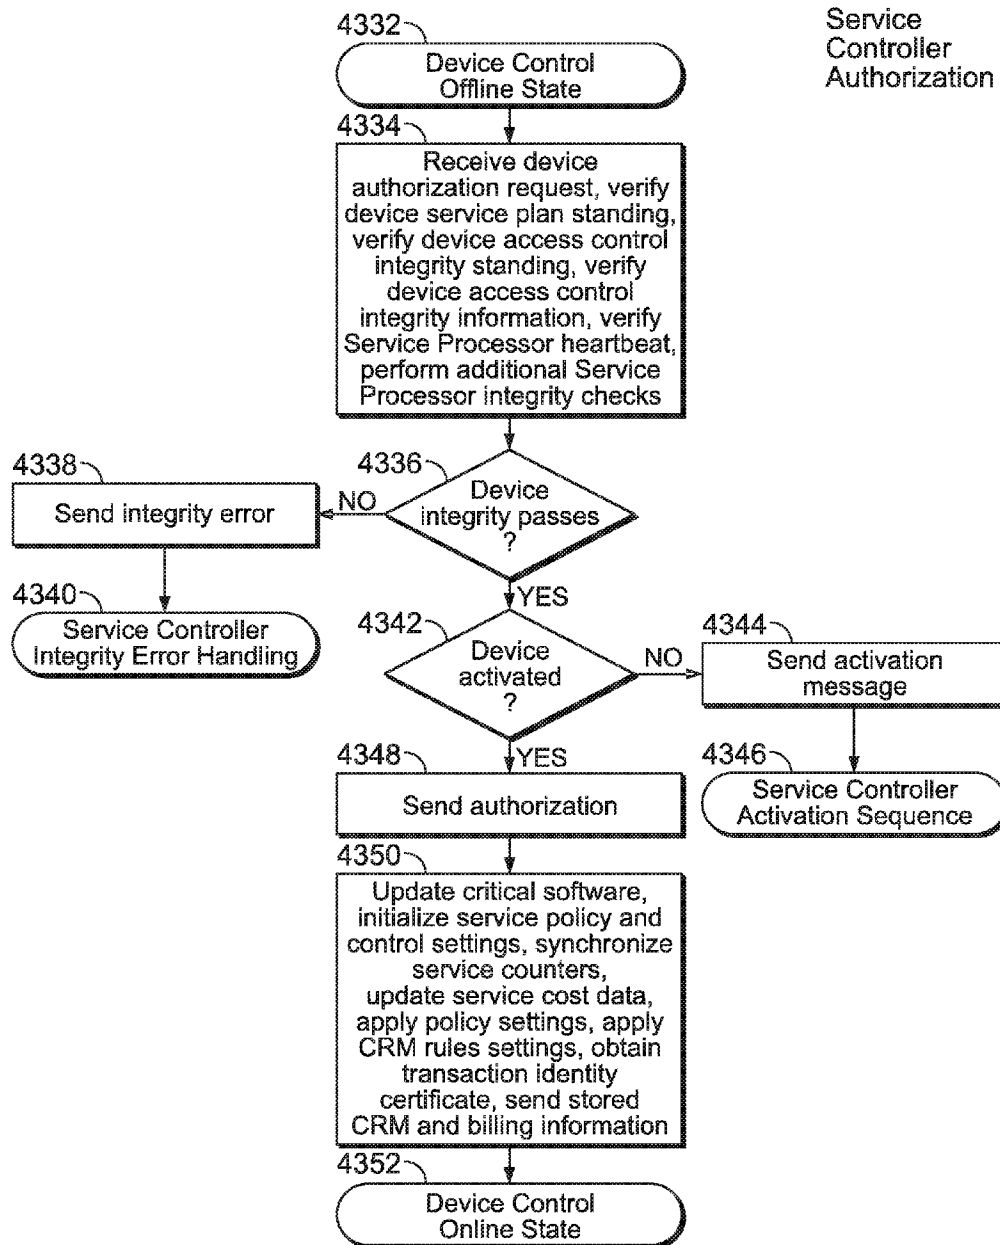 Service
Controller
Authorization
4332
Device Control
Offline State
4334
Receive device
authorization request, verify
device service plan standing,
verify device access control
integrity standing, verify
device access control
integrity information, verify
Service Processor heartbeat,
perform additional Service
Processor integrity checks
4336
Device
integrity passes
?
NO
4338
Send integrity error
4340
Service Controller
Integrity Error Handling
YES
4342
Device
activated
?
NO
4344
Send activation
message
4346
Service Controller
Activation Sequence
YES
4348
Send authorization
4350
Update critical software,
initialize service policy and
control settings, synchronize
service counters,
update service cost data,
apply policy settings, apply
CRM rules settings, obtain
transaction identity
certificate, send stored
CRM and billing information
4352
Device Control
Online State